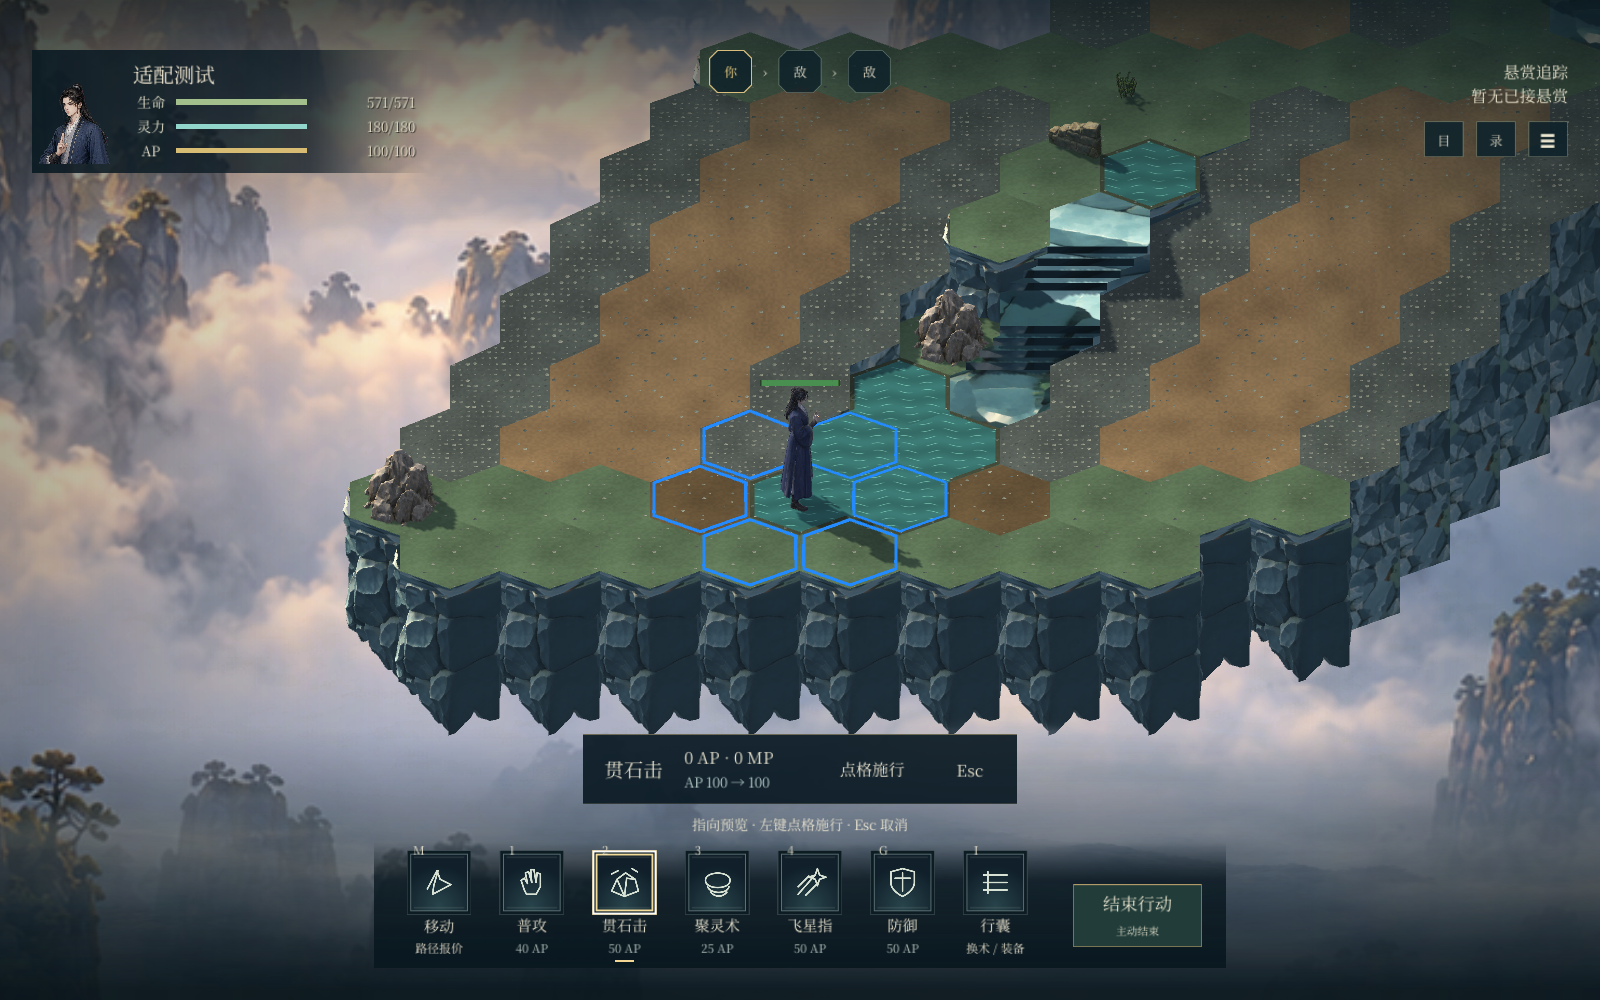 适配测试
生命 571/571
灵力 180/180
AP 100/100
你 › 敌 › 敌
悬赏追踪
暂无已接悬赏
目 录
贯石击
0 AP · 0 MP
AP 100 → 100
点格施行
Esc
指向预览 · 左键点格施行 · Esc 取消
M 1 2 3 4 G I
移动 普攻 贯石击 聚灵术 飞星指 防御 行囊
路径报价 40 AP 50 AP 25 AP 50 AP 50 AP 换术 / 装备
结束行动
主动结束